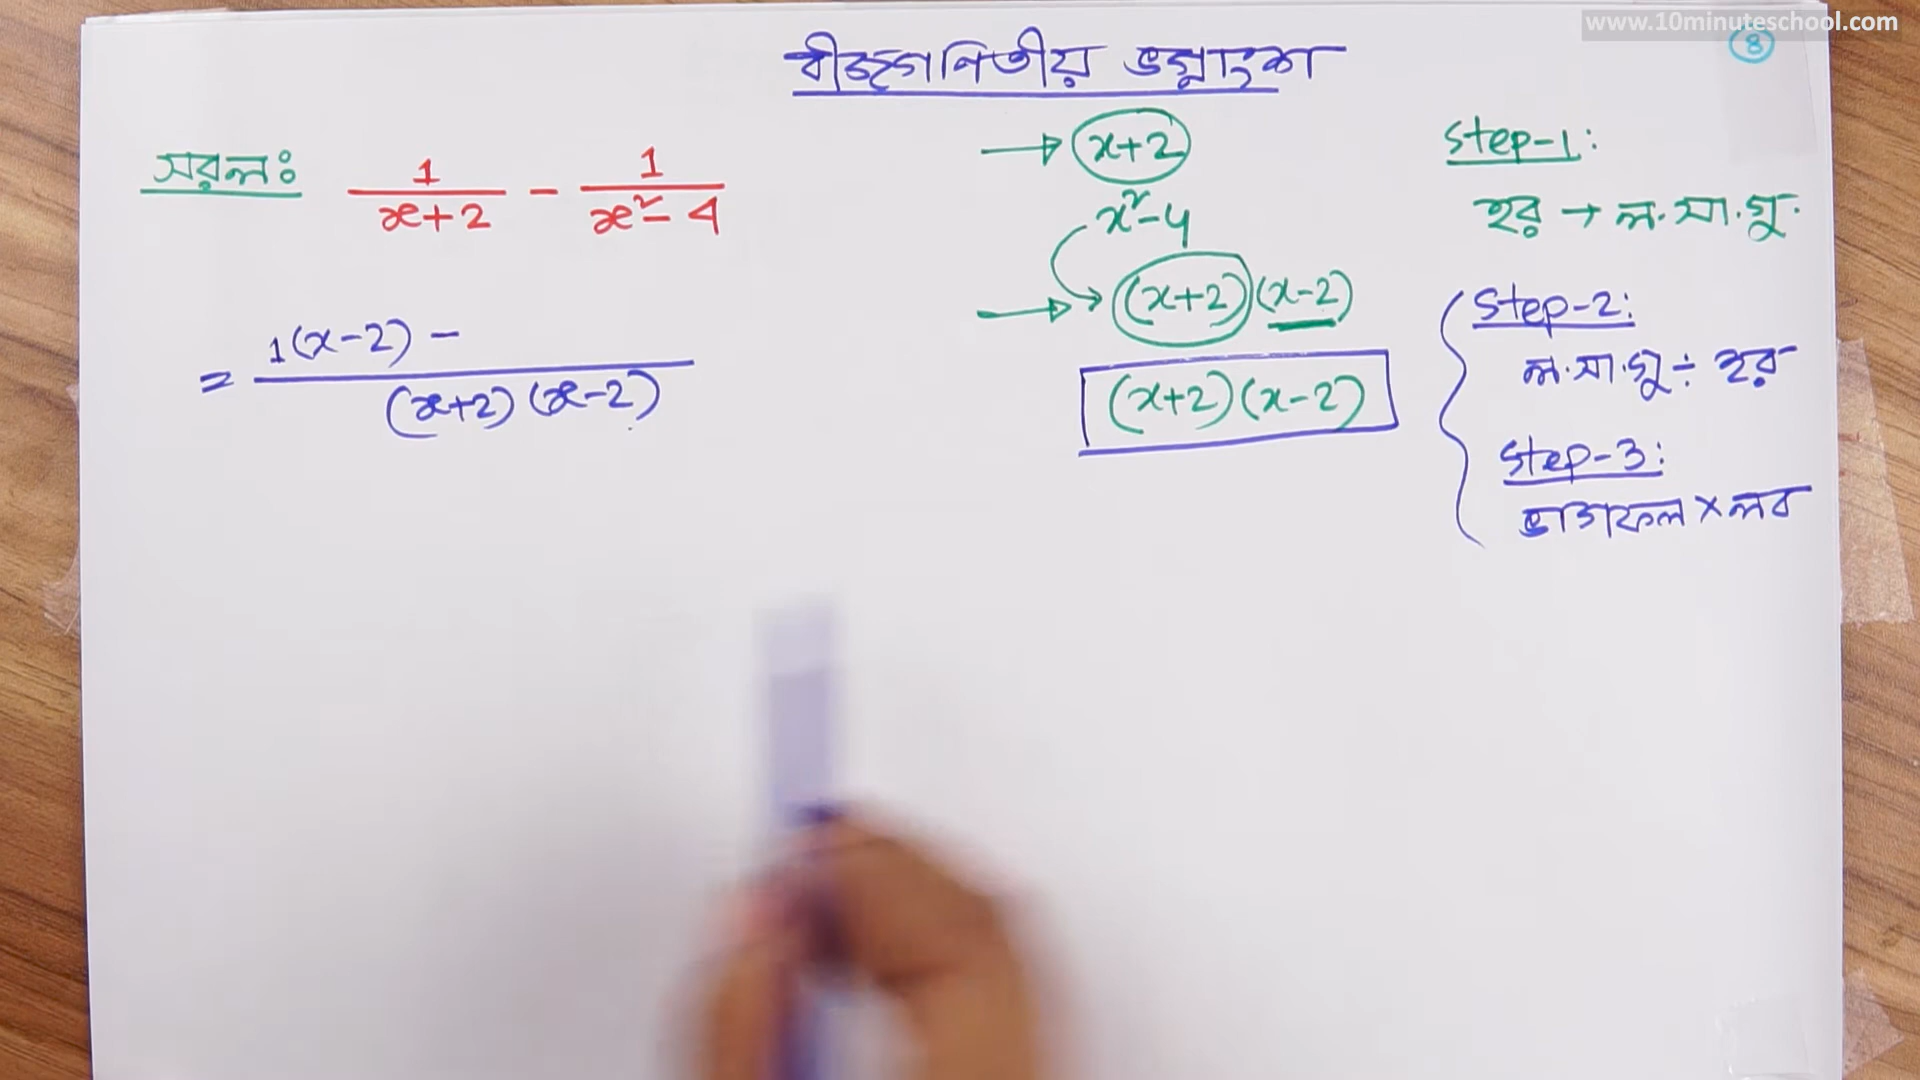 www.10minuteschool.com
বীজগণিতীয় ভগ্নাংশ
8
সরলঃ 1/(x+2) - 1/(x²-4)
= (1(x-2) -)/((x+2)(x-2))
x+2
x²-4
(x+2)(x-2)
(x+2)(x-2)
Step-1:
হর → ল.সা.গু.
Step-2:
ল.সা.গু ÷ হর
Step-3:
ভাগফল × লব